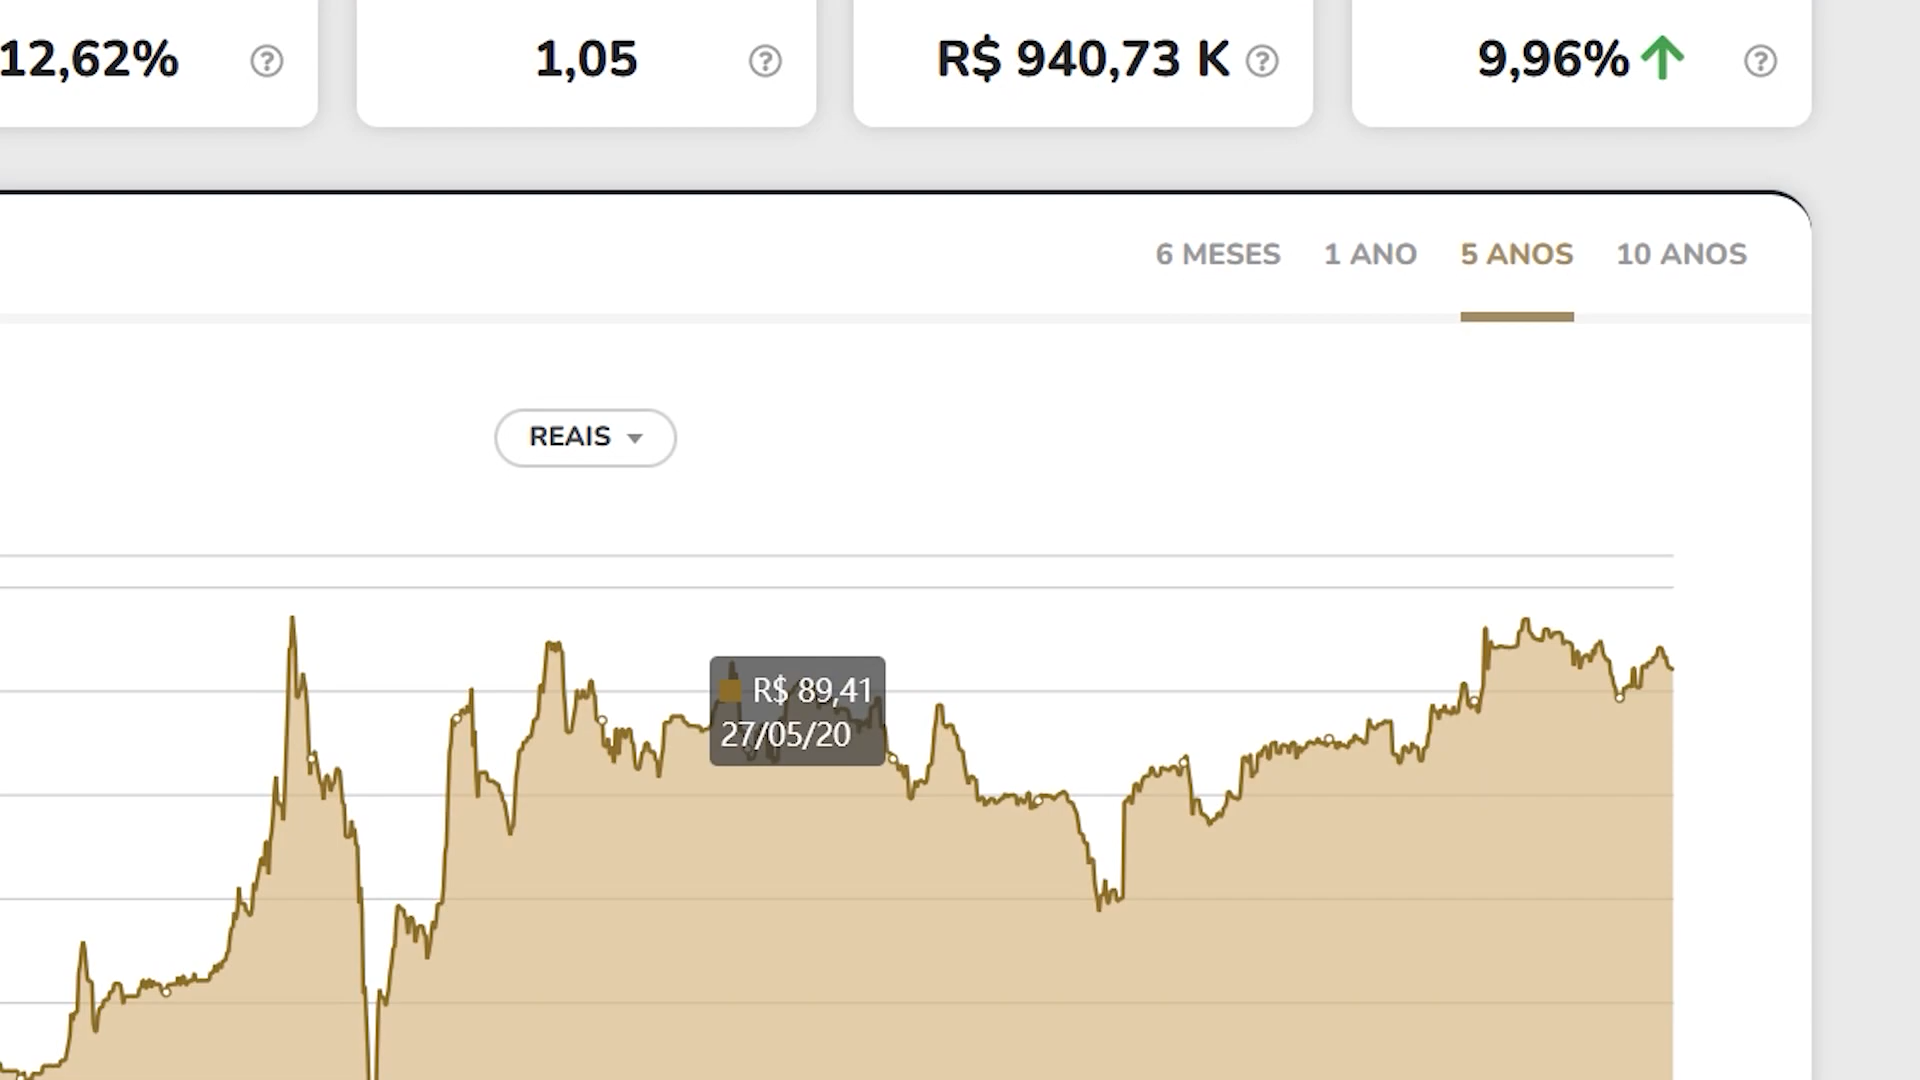 12,62%
?
1,05
?
R$ 940,73 K
?
9,96%
?
6 MESES
1 ANO
5 ANOS
10 ANOS
REAIS
R$ 89,41
27/05/20